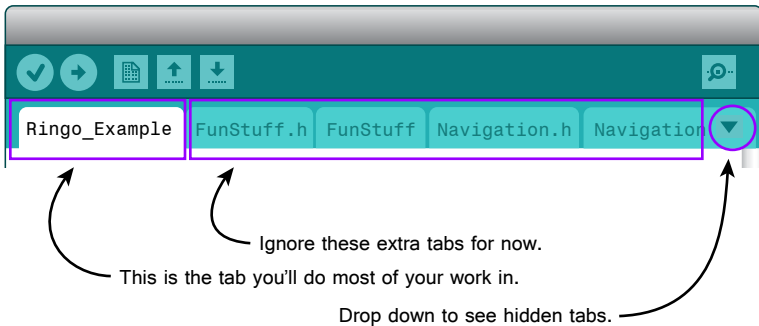 Ringo_Example FunStuff.h FunStuff Navigation.h Navigation
Ignore these extra tabs for now.
This is the tab you'll do most of your work in.
Drop down to see hidden tabs.